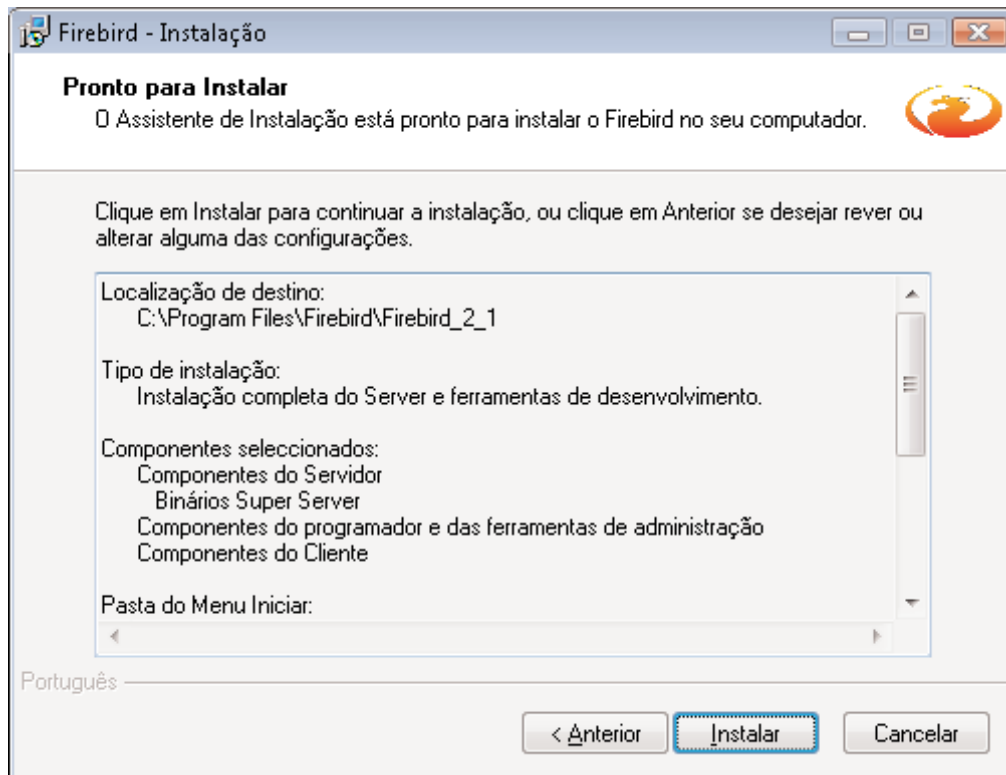 Firebird - Instalação
Pronto para Instalar
O Assistente de Instalação está pronto para instalar o Firebird no seu computador.
Clique em Instalar para continuar a instalação, ou clique em Anterior se desejar rever ou
alterar alguma das configurações.
Localização de destino:
C:\Program Files\Firebird\Firebird_2_1
Tipo de instalação:
Instalação completa do Server e ferramentas de desenvolvimento.
Componentes seleccionados:
Componentes do Servidor
Binários Super Server
Componentes do programador e das ferramentas de administração
Componentes do Cliente
Pasta do Menu Iniciar:
Português
< Anterior Instalar Cancelar